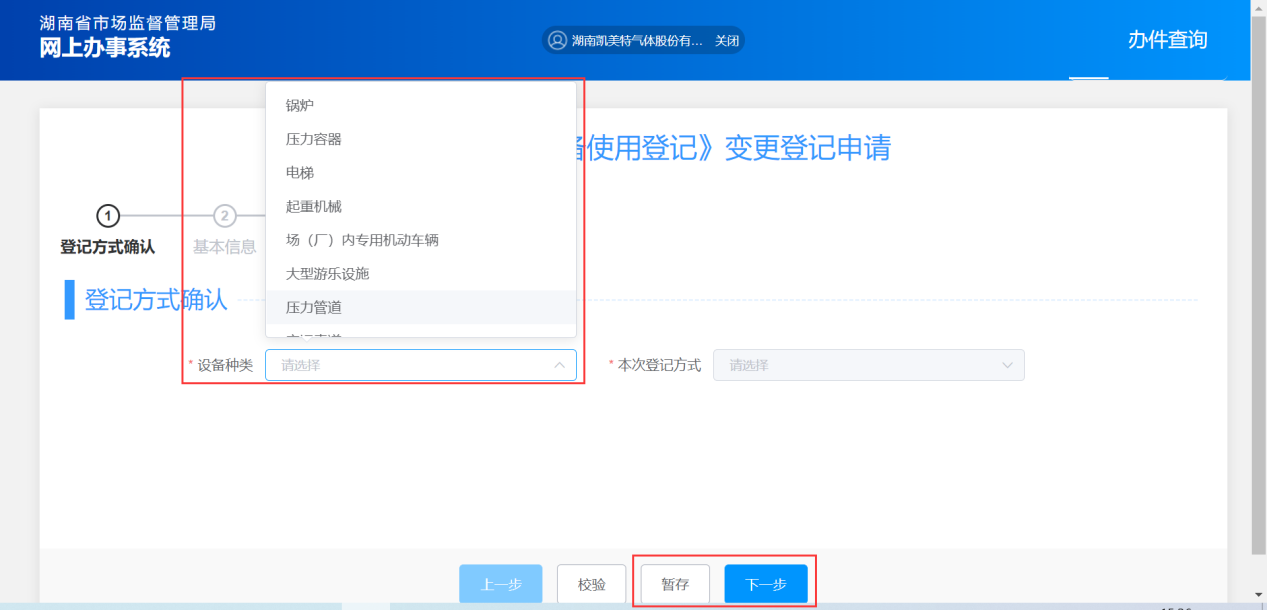 湖南省市场监督管理局
网上办事系统
湖南凯美特气体股份有... 关闭
办件查询
锅炉
压力容器
电梯
起重机械
场（厂）内专用机动车辆
大型游乐设施
压力管道
使用登记》变更登记申请
1
2
登记方式确认
基本信息
登记方式确认
* 设备种类 请选择
* 本次登记方式 请选择
上一步 校验 暂存 下一步